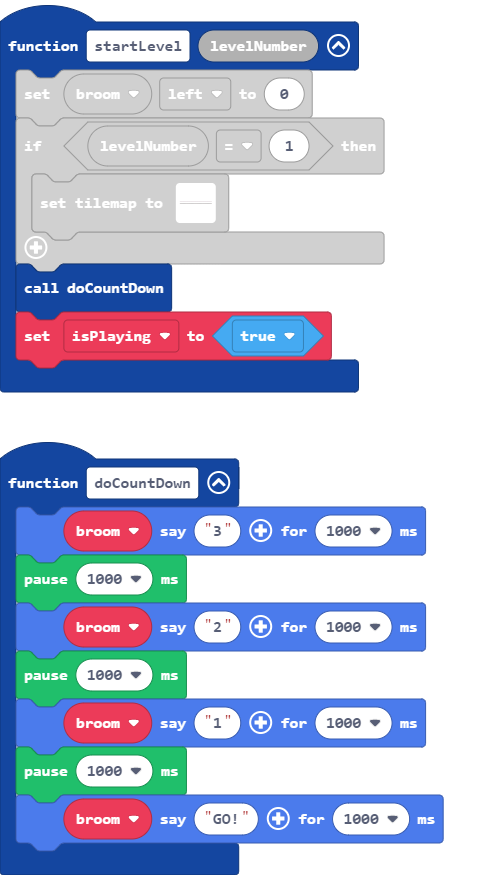 function startLevel levelNumber
set broom left to 0
if levelNumber = 1 then
set tilemap to
call doCountDown
set isPlaying to true
function doCountDown
broom say "3" for 1000 ms
pause 1000 ms
broom say "2" for 1000 ms
pause 1000 ms
broom say "1" for 1000 ms
pause 1000 ms
broom say "GO!" for 1000 ms